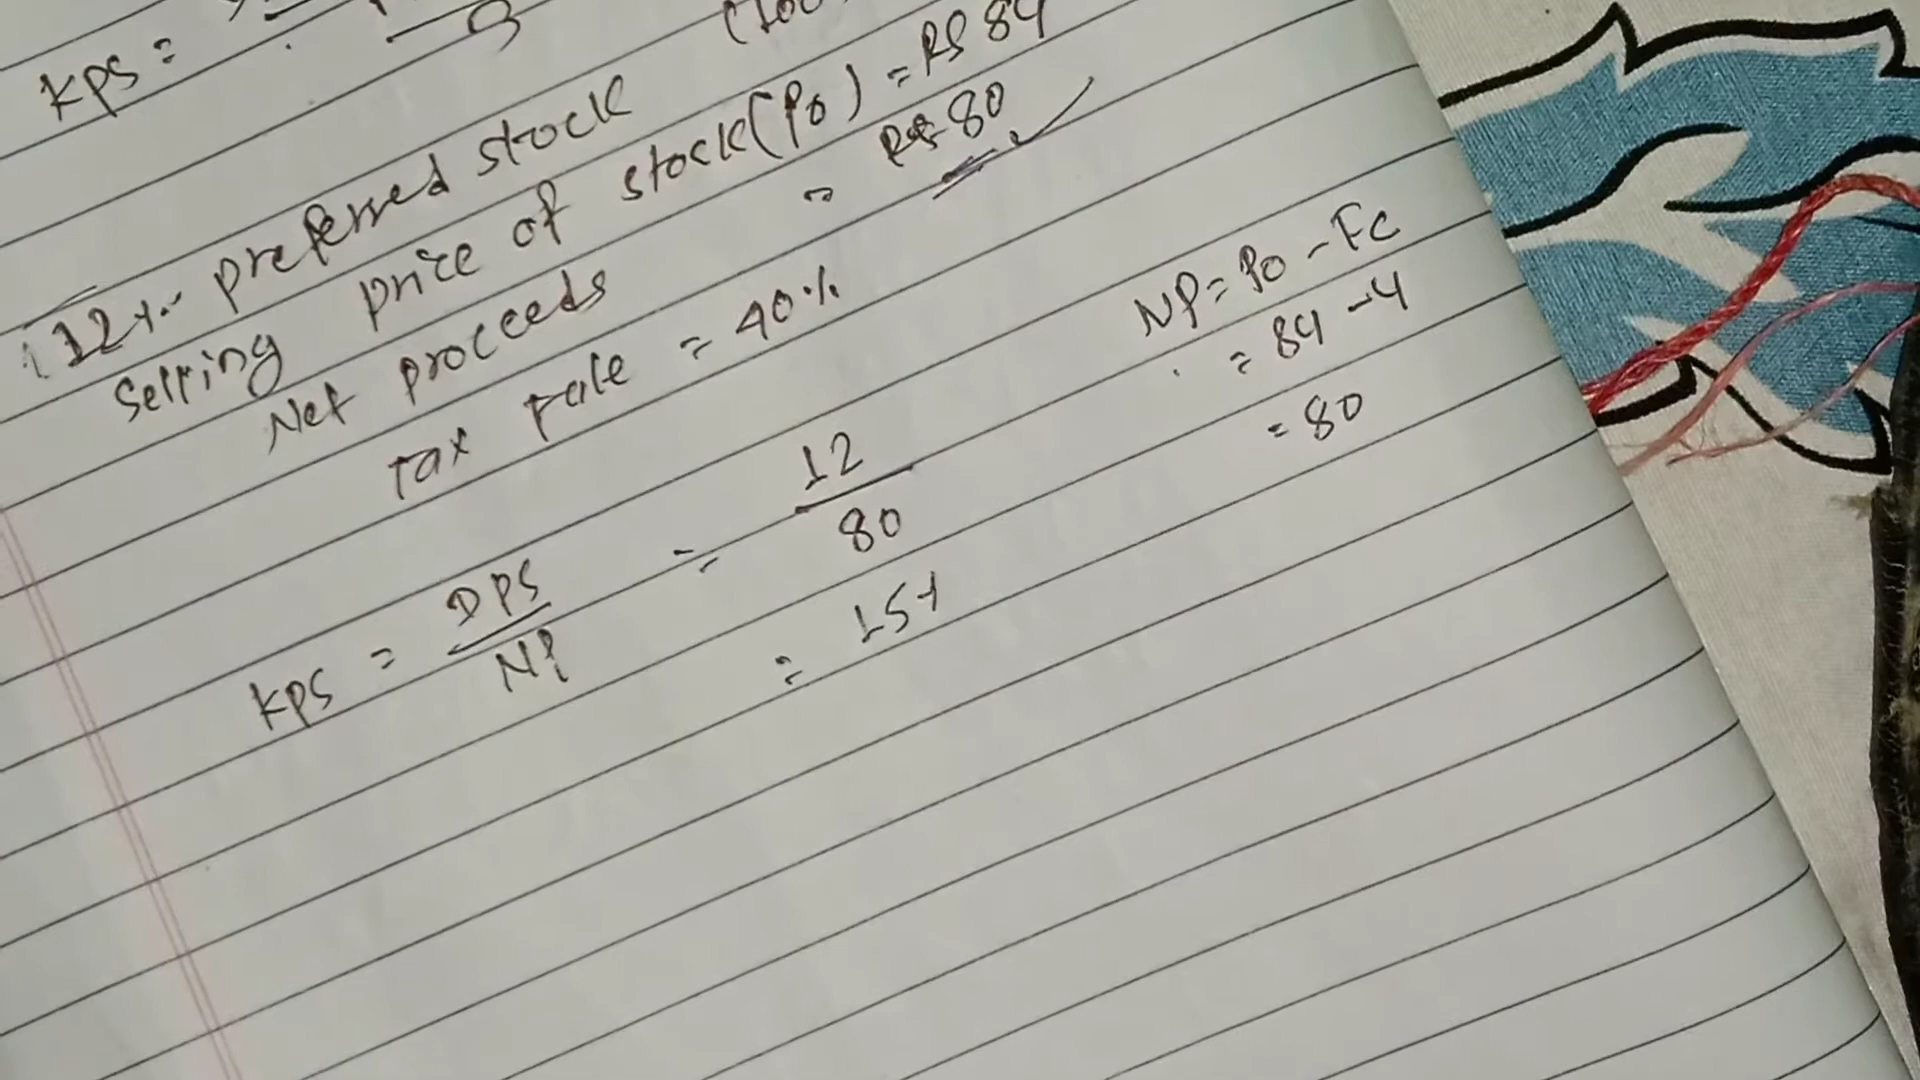 kps =
(100
12% preferred stock
Selling price of stock (P0) = RS 84
Net proceeds = RS 80
Tax rate = 40%
NP = P0 - FC
= 84 - 4
= 80
kps = DPS / NP = 12 / 80
= 15%